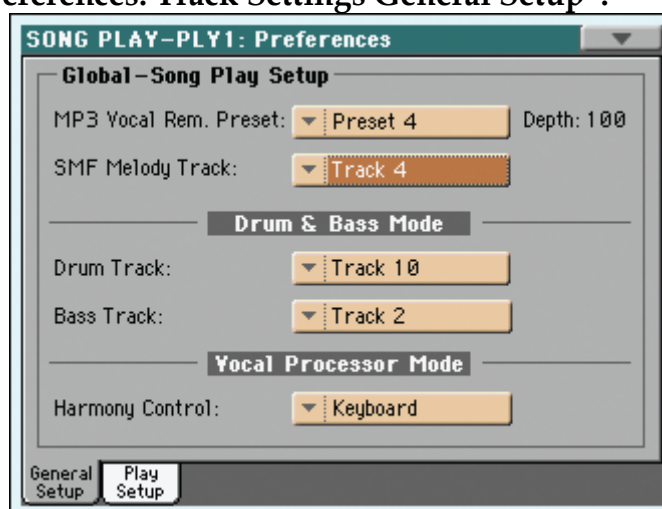 ferences: Track Settings General Setup".
SONG PLAY-PLY1: Preferences
Global-Song Play Setup
MP3 Vocal Rem. Preset: Preset 4 Depth: 100
SMF Melody Track: Track 4
Drum & Bass Mode
Drum Track: Track 10
Bass Track: Track 2
Vocal Processor Mode
Harmony Control: Keyboard
General Setup Play Setup